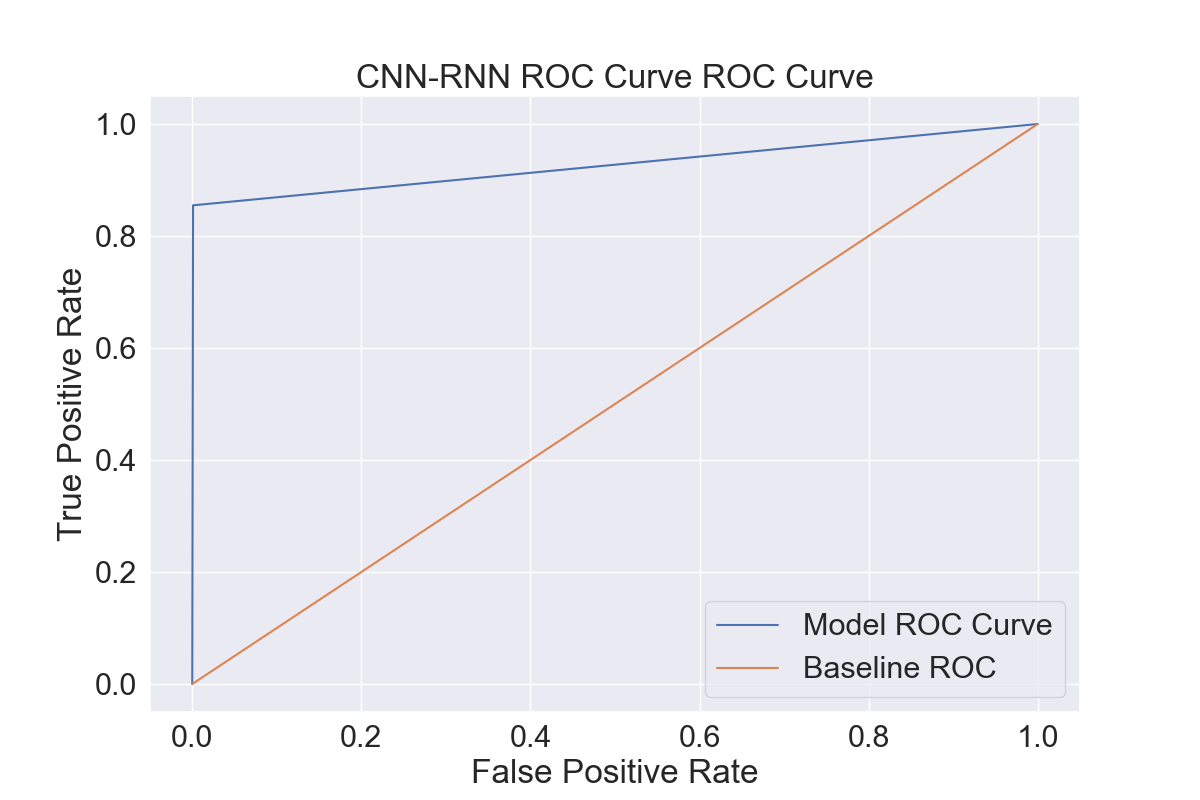 CNN-RNN ROC Curve ROC Curve
1.0
0.8
0.6
0.4
0.2
0.0
True Positive Rate
Model ROC Curve
Baseline ROC
0.0 0.2 0.4 0.6 0.8 1.0
False Positive Rate